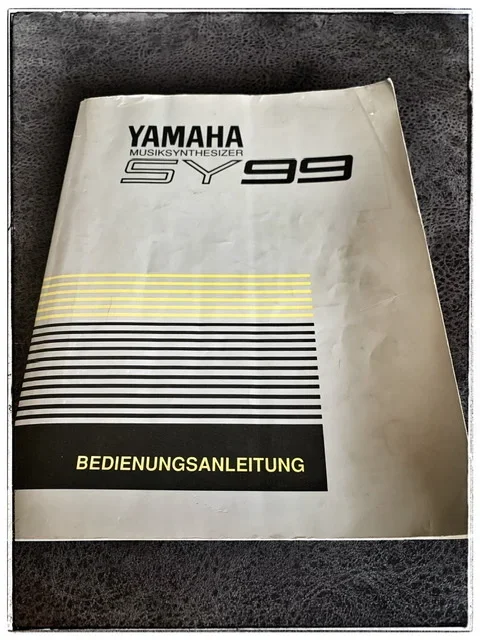 YAMAHA
MUSIKSYNTHESIZER
SY99
BEDIENUNGSANLEITUNG